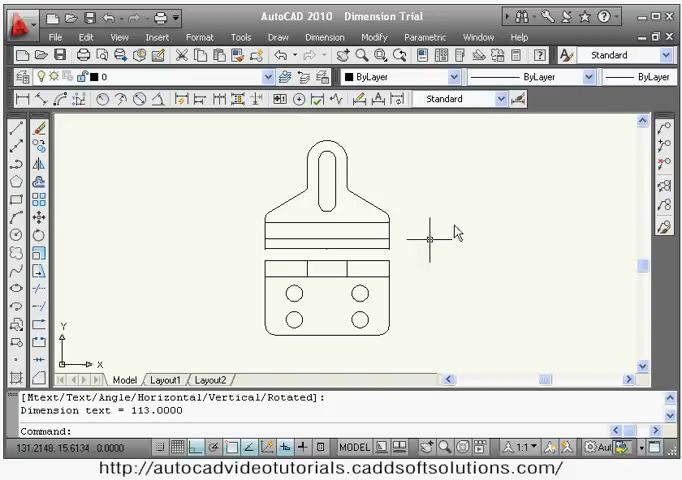 AutoCAD 2010   Dimension Trial
File Edit View Insert Format Tools Draw Dimension Modify Parametric Window Help
Standard
0 ByLayer ByLayer ByLayer
Standard
Y
X
Model Layout1 Layout2
[Mtext/Text/Angle/Horizontal/Vertical/Rotated]:
Dimension text = 113.0000
Command:
131.2148, 15.6134 , 0.0000 MODEL 1:1 Aut
http://autocadvideotutorials.caddsoftsolutions.com/